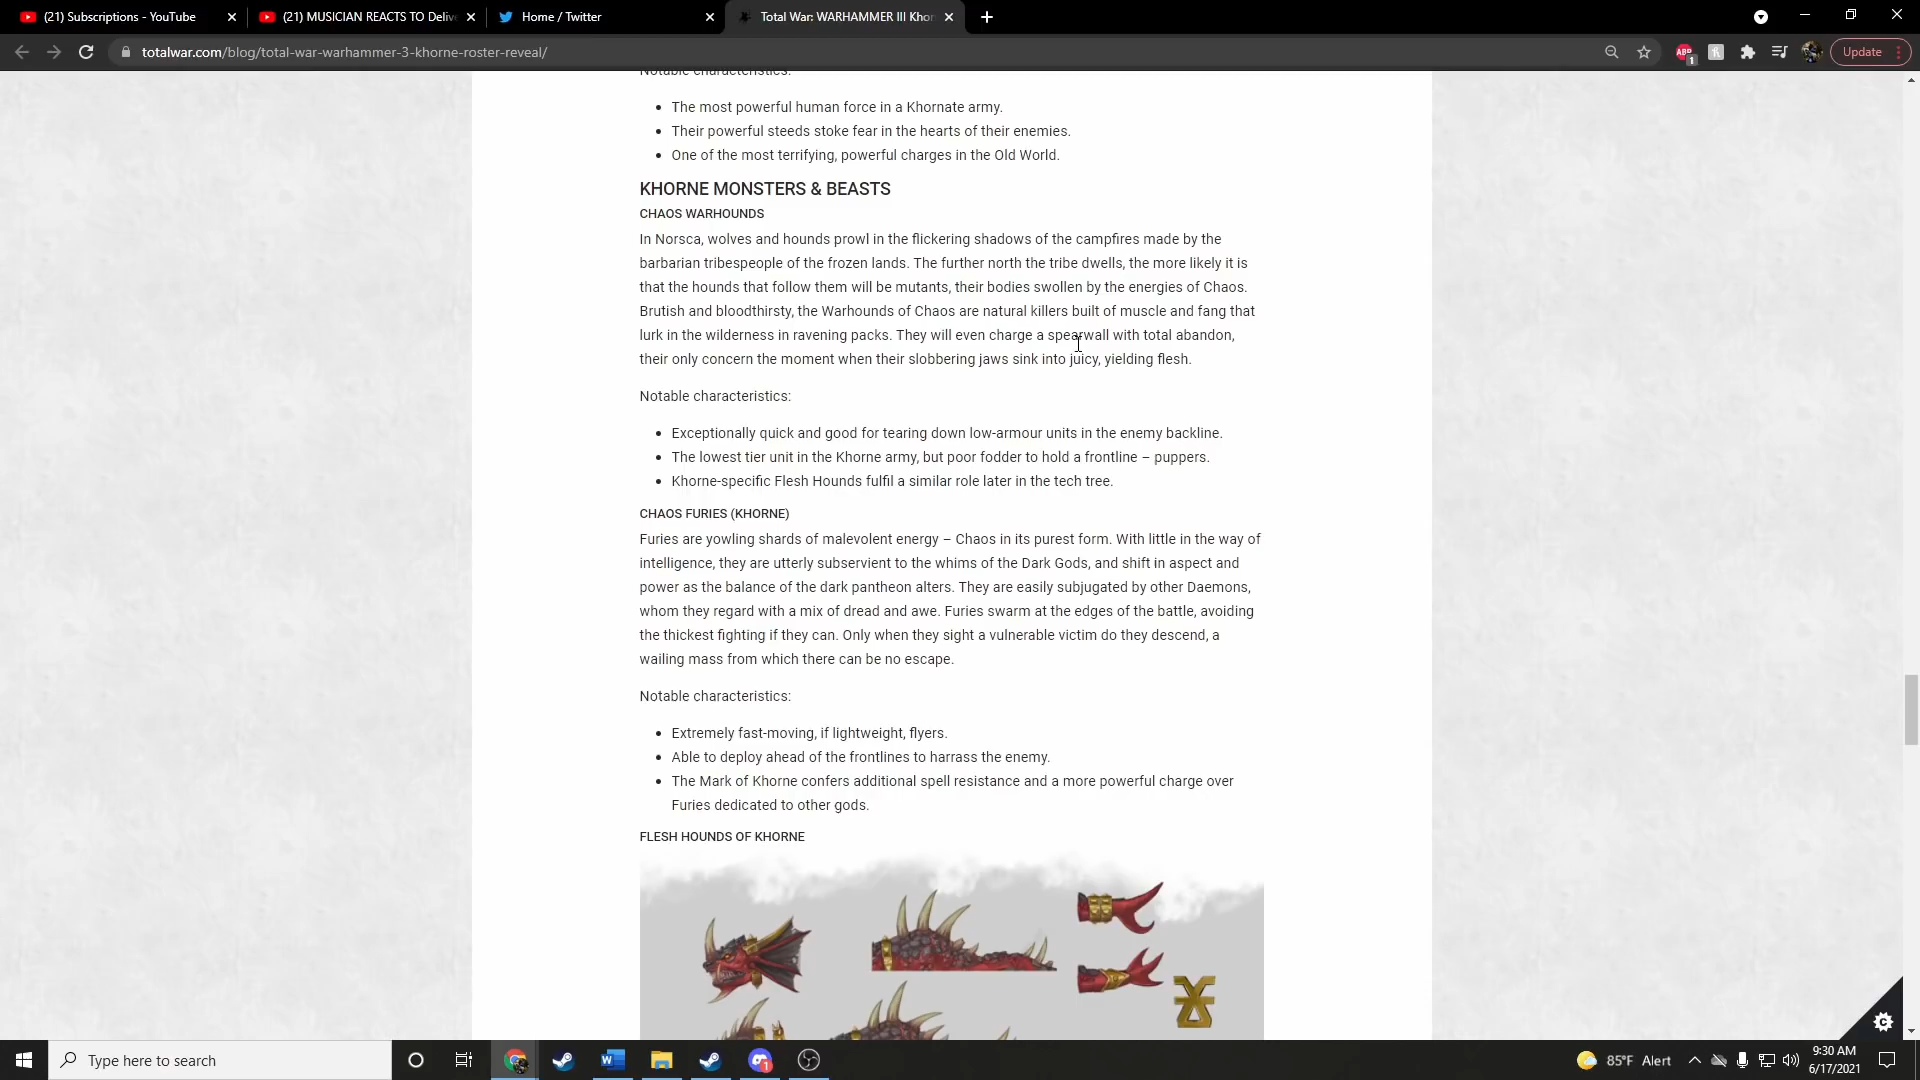 (21) Subscriptions - YouTube
(21) MUSICIAN REACTS TO Deliv
Home / Twitter
Total War: WARHAMMER III Khor
totalwar.com/blog/total-war-warhammer-3-khorne-roster-reveal/
ABP
1
Update
Notable characteristics:
• The most powerful human force in a Khornate army.
• Their powerful steeds stoke fear in the hearts of their enemies.
• One of the most terrifying, powerful charges in the Old World.
KHORNE MONSTERS & BEASTS
CHAOS WARHOUNDS
In Norsca, wolves and hounds prowl in the flickering shadows of the campfires made by the
barbarian tribespeople of the frozen lands. The further north the tribe dwells, the more likely it is
that the hounds that follow them will be mutants, their bodies swollen by the energies of Chaos.
Brutish and bloodthirsty, the Warhounds of Chaos are natural killers built of muscle and fang that
lurk in the wilderness in ravening packs. They will even charge a spearwall with total abandon,
their only concern the moment when their slobbering jaws sink into juicy, yielding flesh.
Notable characteristics:
• Exceptionally quick and good for tearing down low-armour units in the enemy backline.
• The lowest tier unit in the Khorne army, but poor fodder to hold a frontline – puppers.
• Khorne-specific Flesh Hounds fulfil a similar role later in the tech tree.
CHAOS FURIES (KHORNE)
Furies are yowling shards of malevolent energy – Chaos in its purest form. With little in the way of
intelligence, they are utterly subservient to the whims of the Dark Gods, and shift in aspect and
power as the balance of the dark pantheon alters. They are easily subjugated by other Daemons,
whom they regard with a mix of dread and awe. Furies swarm at the edges of the battle, avoiding
the thickest fighting if they can. Only when they sight a vulnerable victim do they descend, a
wailing mass from which there can be no escape.
Notable characteristics:
• Extremely fast-moving, if lightweight, flyers.
• Able to deploy ahead of the frontlines to harrass the enemy.
• The Mark of Khorne confers additional spell resistance and a more powerful charge over
Furies dedicated to other gods.
FLESH HOUNDS OF KHORNE
Type here to search
85°F Alert
9:30 AM
6/17/2021